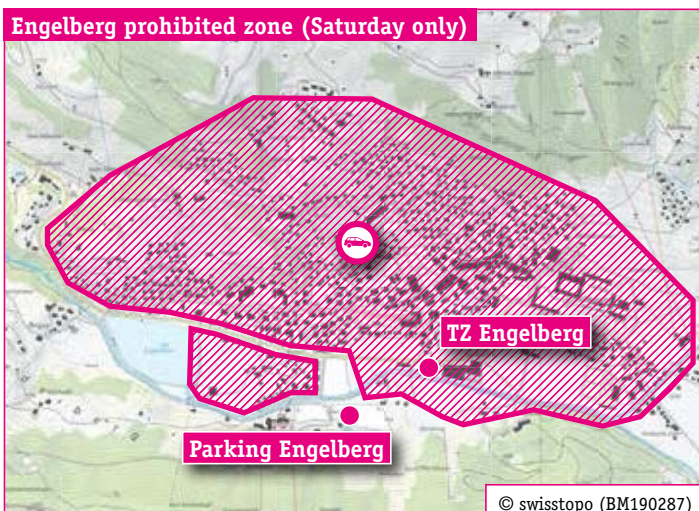 Engelberg prohibited zone (Saturday only)
TZ Engelberg
Parking Engelberg
© swisstopo (BM190287)